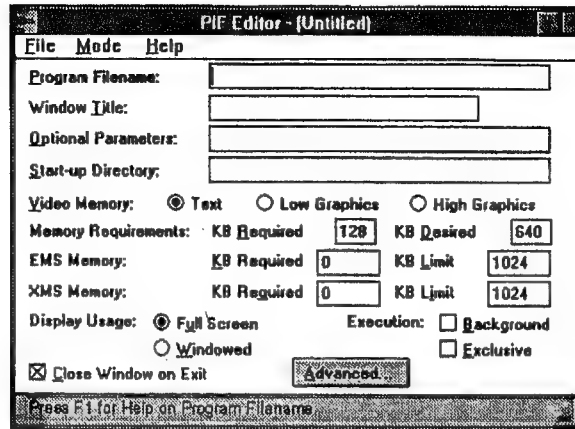 PIF Editor - (Untitled)
File Mode Help
Program Filename:
Window Title:
Optional Parameters:
Start-up Directory:
Video Memory: Text Low Graphics High Graphics
Memory Requirements: KB Required 128 KB Desired 640
EMS Memory: KB Required 0 KB Limit 1024
XMS Memory: KB Required 0 KB Limit 1024
Display Usage: Full Screen Execution: Background
Windowed Exclusive
Close Window on Exit Advanced...
Press F1 for Help on Program Filename.